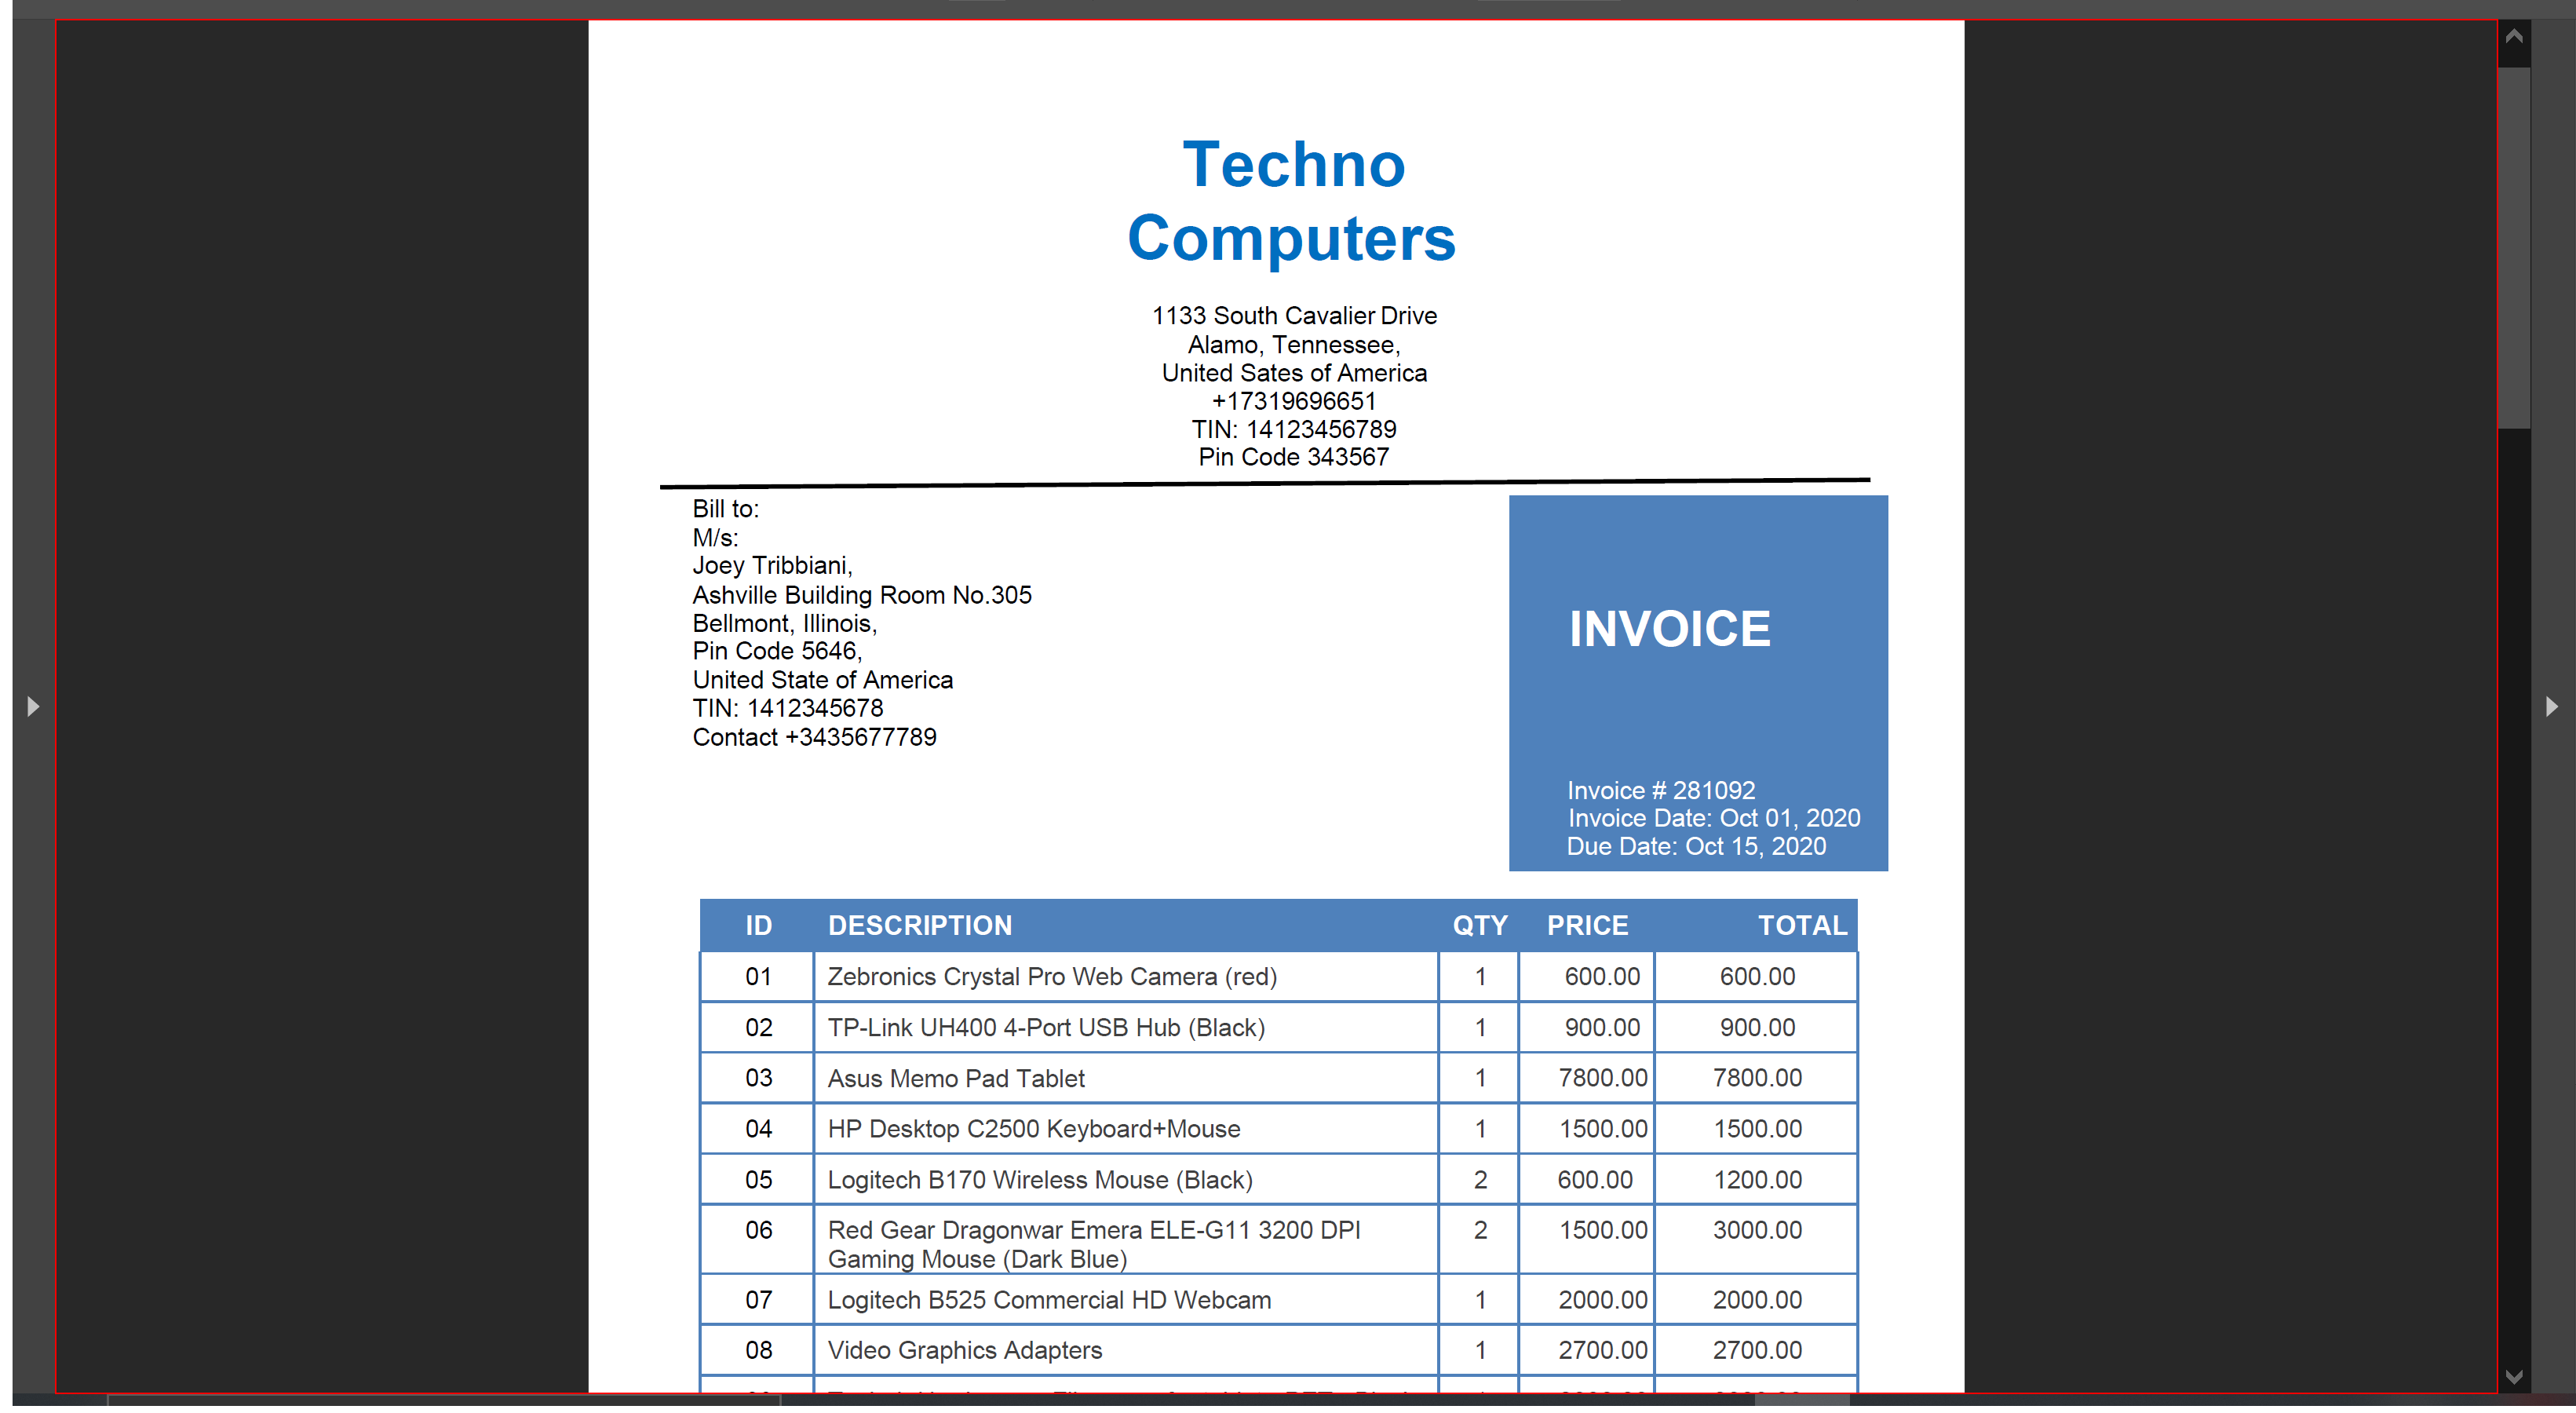 Techno
Computers
1133 South Cavalier Drive
Alamo, Tennessee,
United Sates of America
+17319696651
TIN: 14123456789
Pin Code 343567
Bill to:
M/s:
Joey Tribbiani,
Ashville Building Room No.305
Bellmont, Illinois,
Pin Code 5646,
United State of America
TIN: 1412345678
Contact +3435677789
INVOICE
Invoice # 281092
Invoice Date: Oct 01, 2020
Due Date: Oct 15, 2020
ID DESCRIPTION QTY PRICE TOTAL
01 Zebronics Crystal Pro Web Camera (red) 1 600.00 600.00
02 TP-Link UH400 4-Port USB Hub (Black) 1 900.00 900.00
03 Asus Memo Pad Tablet 1 7800.00 7800.00
04 HP Desktop C2500 Keyboard+Mouse 1 1500.00 1500.00
05 Logitech B170 Wireless Mouse (Black) 2 600.00 1200.00
06 Red Gear Dragonwar Emera ELE-G11 3200 DPI 2 1500.00 3000.00
Gaming Mouse (Dark Blue)
07 Logitech B525 Commercial HD Webcam 1 2000.00 2000.00
08 Video Graphics Adapters 1 2700.00 2700.00